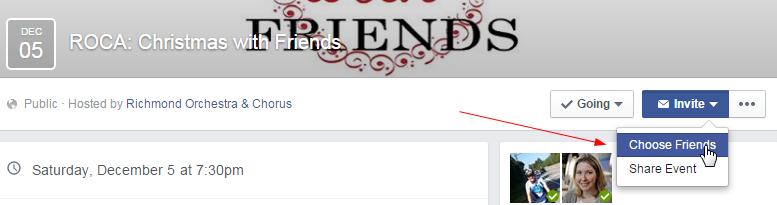 DEC
05
ROCA: Christmas with Friends
FRIENDS
Public · Hosted by Richmond Orchestra & Chorus
Going
Invite
Choose Friends
Share Event
Saturday, December 5 at 7:30pm